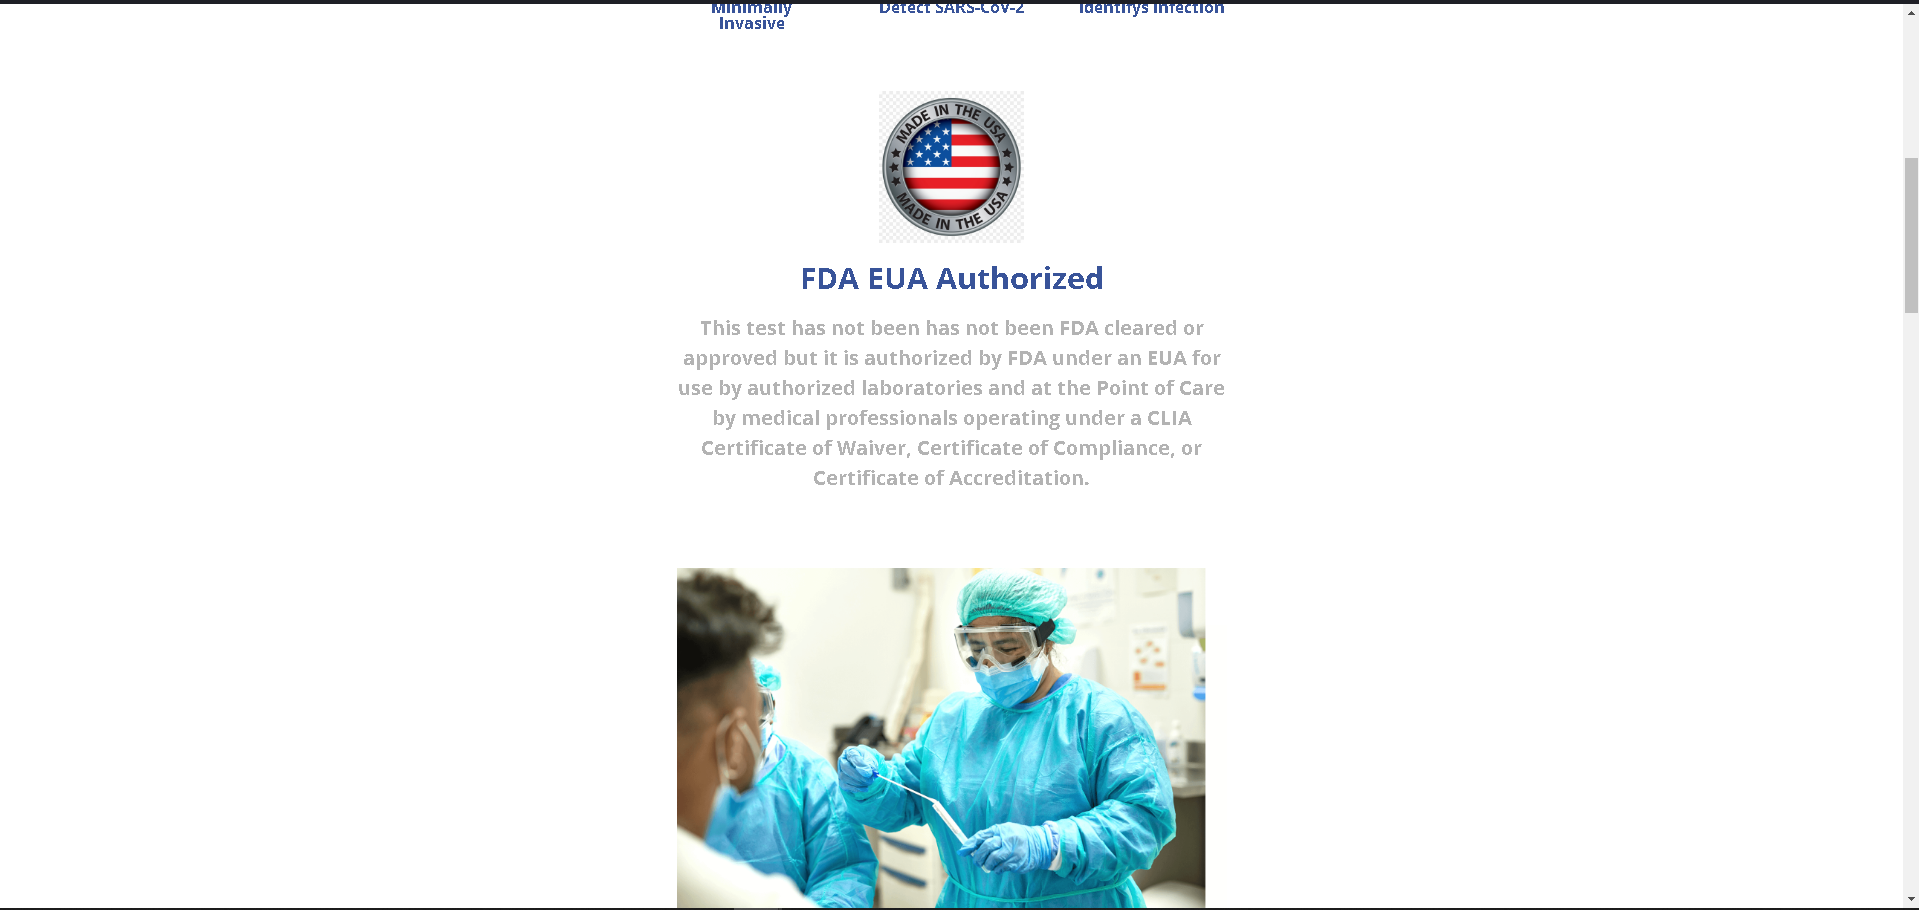 Minimally
Invasive
Detect SARS-CoV-2
Identifys Infection
MADE IN THE USA
MADE IN THE USA
FDA EUA Authorized
This test has not been has not been FDA cleared or
approved but it is authorized by FDA under an EUA for
use by authorized laboratories and at the Point of Care
by medical professionals operating under a CLIA
Certificate of Waiver, Certificate of Compliance, or
Certificate of Accreditation.